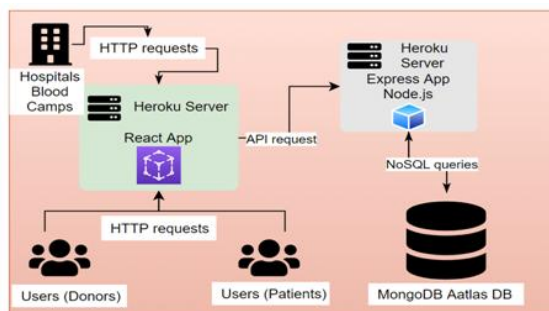 HTTP requests
Hospitals
Blood
Camps
Heroku Server
React App
API request
Heroku
Server
Express App
Node.js
NoSQL queries
HTTP requests
Users (Donors)
Users (Patients)
MongoDB Aatlas DB